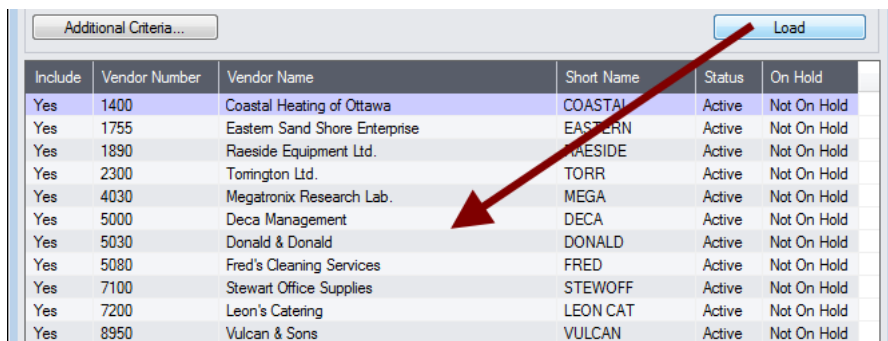 Additional Criteria... Load
Include Vendor Number Vendor Name Short Name Status On Hold
Yes 1400 Coastal Heating of Ottawa COASTAL Active Not On Hold
Yes 1755 Eastern Sand Shore Enterprise EASTERN Active Not On Hold
Yes 1890 Raeside Equipment Ltd. RAESIDE Active Not On Hold
Yes 2300 Torrington Ltd. TORR Active Not On Hold
Yes 4030 Megatronix Research Lab. MEGA Active Not On Hold
Yes 5000 Deca Management DECA Active Not On Hold
Yes 5030 Donald & Donald DONALD Active Not On Hold
Yes 5080 Fred's Cleaning Services FRED Active Not On Hold
Yes 7100 Stewart Office Supplies STEWOFF Active Not On Hold
Yes 7200 Leon's Catering LEON CAT Active Not On Hold
Yes 8950 Vulcan & Sons VULCAN Active Not On Hold